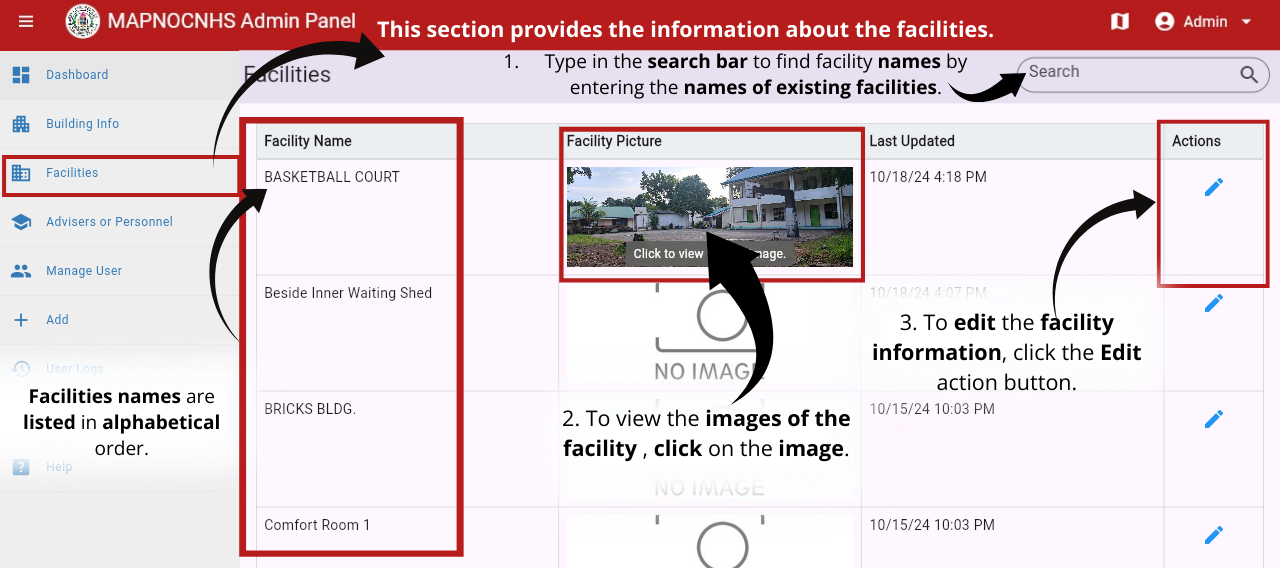 MAPNOCNHS Admin Panel
This section provides the information about the facilities.
Admin
Dashboard
Building Info
Facilities
Advisers or Personnel
Manage User
Add
User Logs
Help
Facilities names are
listed in alphabetical
order.
Facilities
1. Type in the search bar to find facility names by
entering the names of existing facilities.
Search
Facility Name
Facility Picture
Last Updated
Actions
BASKETBALL COURT
Click to view
image.
10/18/24 4:18 PM
Beside Inner Waiting Shed
NO IMAGE
10/18/24 4:07 PM
3. To edit the facility
information, click the Edit
action button.
BRICKS BLDG.
2. To view the images of the
facility , click on the image.
NO IMAGE
10/15/24 10:03 PM
Comfort Room 1
10/15/24 10:03 PM